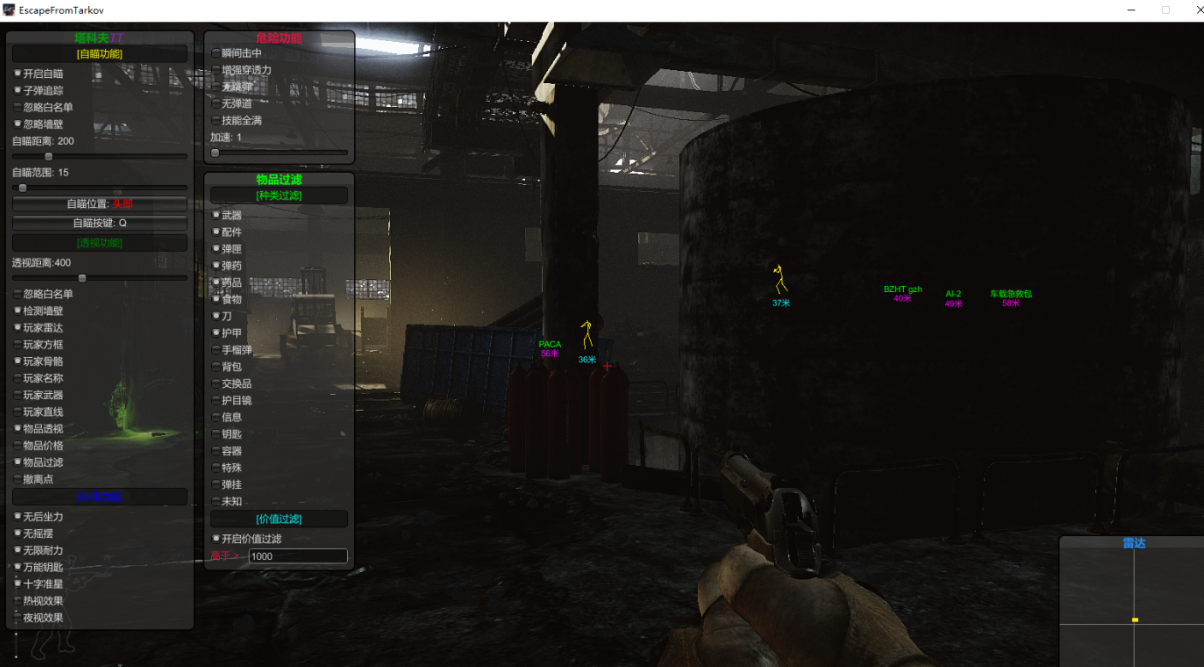 EscapeFromTarkov
塔科夫TT
[自瞄功能]
开启自瞄
子弹追踪
忽略白名单
忽略墙壁
自瞄距离: 200
自瞄范围: 15
自瞄位置: 头部
自瞄按键: Q
[透视功能]
透视距离:400
忽略白名单
检测墙壁
玩家雷达
玩家方框
玩家骨骼
玩家名称
玩家武器
玩家直线
物品透视
物品价格
物品过滤
撤离点
无后坐力
无摇摆
无限耐力
万能钥匙
十字准星
热视效果
夜视效果
危险功能
瞬间击中
增强穿透力
无跳弹
无弹道
技能全满
加速: 1
物品过滤
[种类过滤]
武器
配件
弹匣
弹药
药品
食物
刀
护甲
手榴弹
背包
交换品
护目镜
信息
钥匙
容器
特殊
弹挂
未知
[价值过滤]
开启价值过滤
高于 > 1000
PACA
56米
36米
37米
BZHT gzh
40米
AI-2
49米
车载急救包
58米
雷达